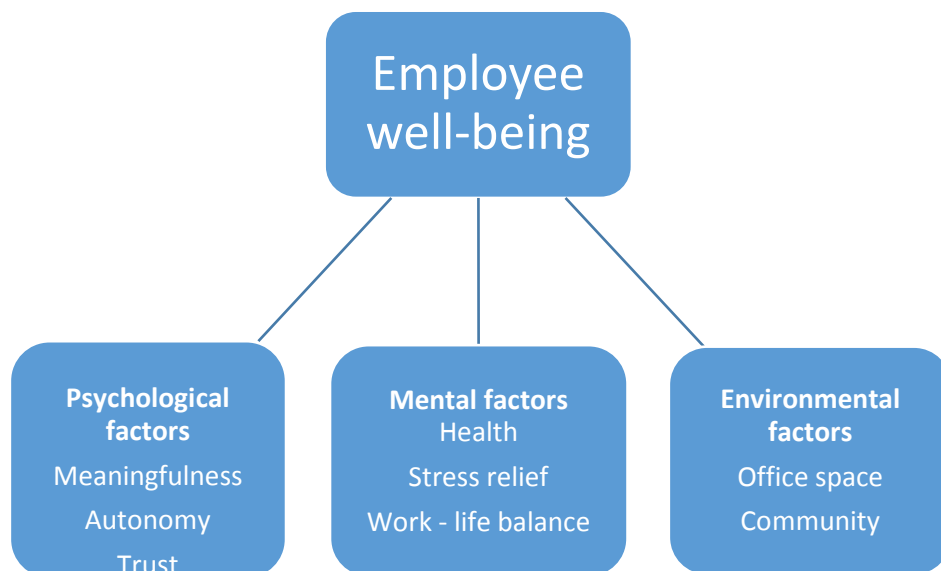 Employee
well-being
Psychological
factors
Meaningfulness
Autonomy
Trust
Mental factors
Health
Stress relief
Work - life balance
Environmental
factors
Office space
Community